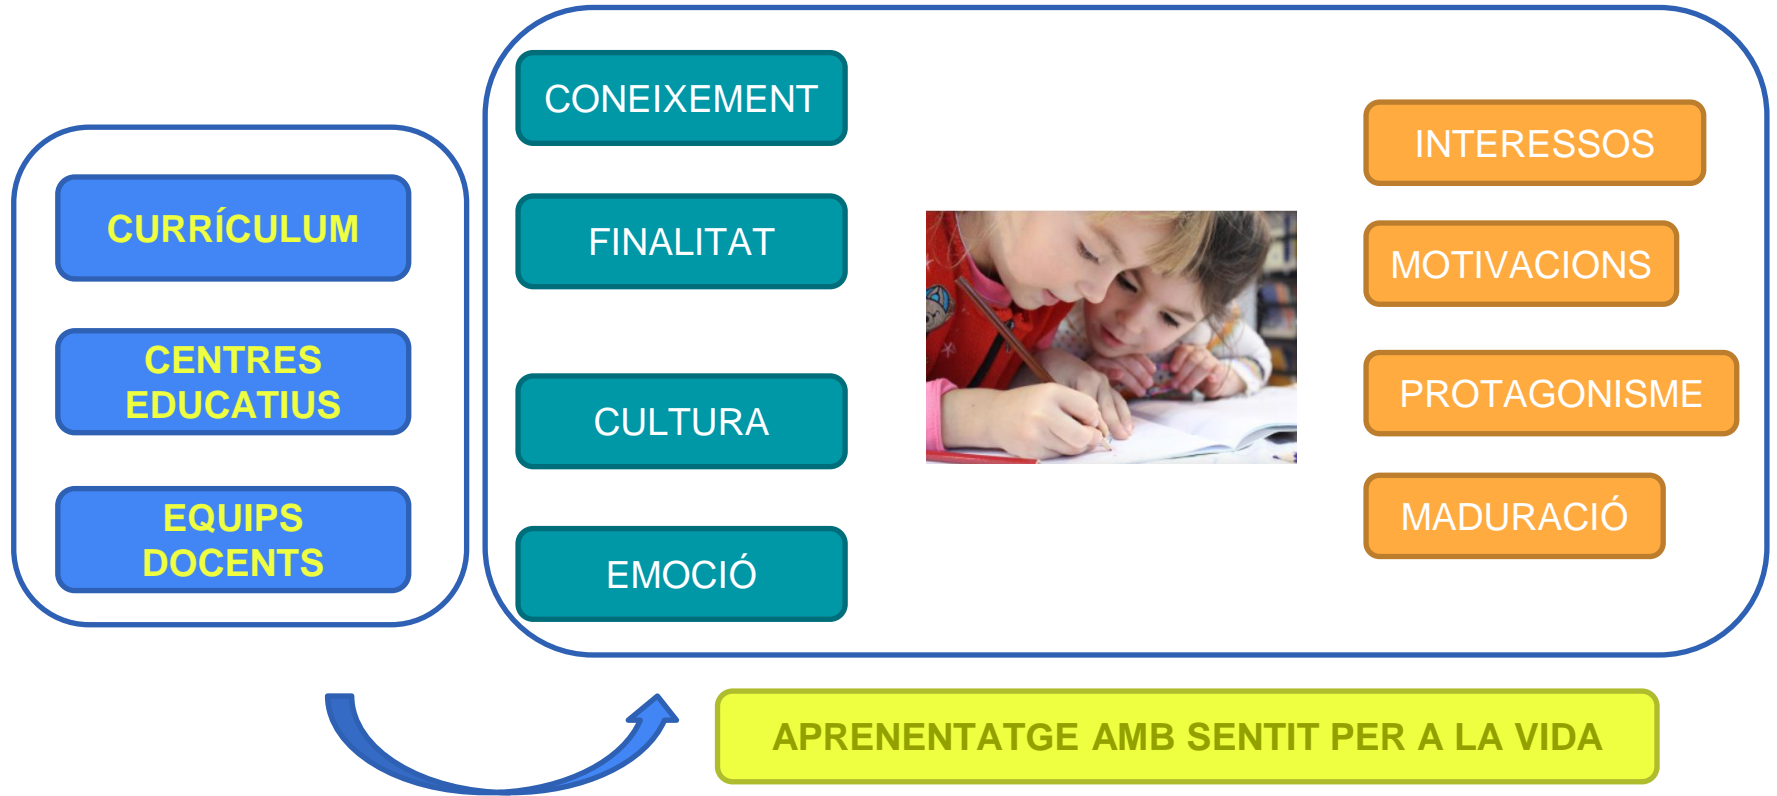 CURRÍCULUM
CENTRES
EDUCATIUS
EQUIPS
DOCENTS
CONEIXEMENT
FINALITAT
CULTURA
EMOCIÓ
INTERESSOS
MOTIVACIONS
PROTAGONISME
MADURACIÓ
APRENENTATGE AMB SENTIT PER A LA VIDA